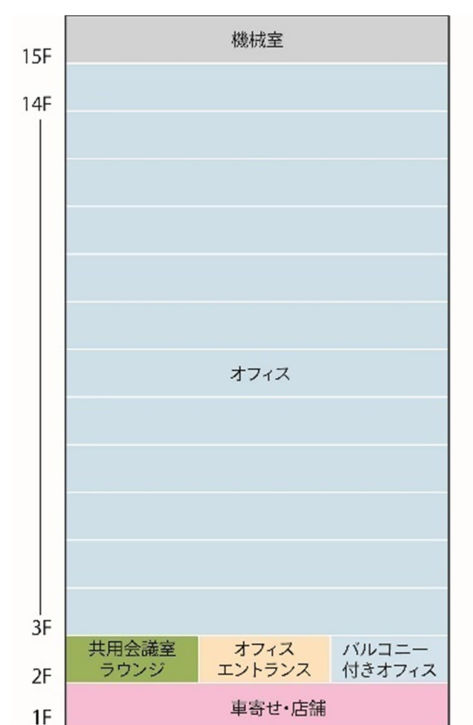 機械室
15F
14F
オフィス
3F
共用会議室
ラウンジ
オフィス
エントランス
バルコニー
付きオフィス
2F
車寄せ・店舗
1F